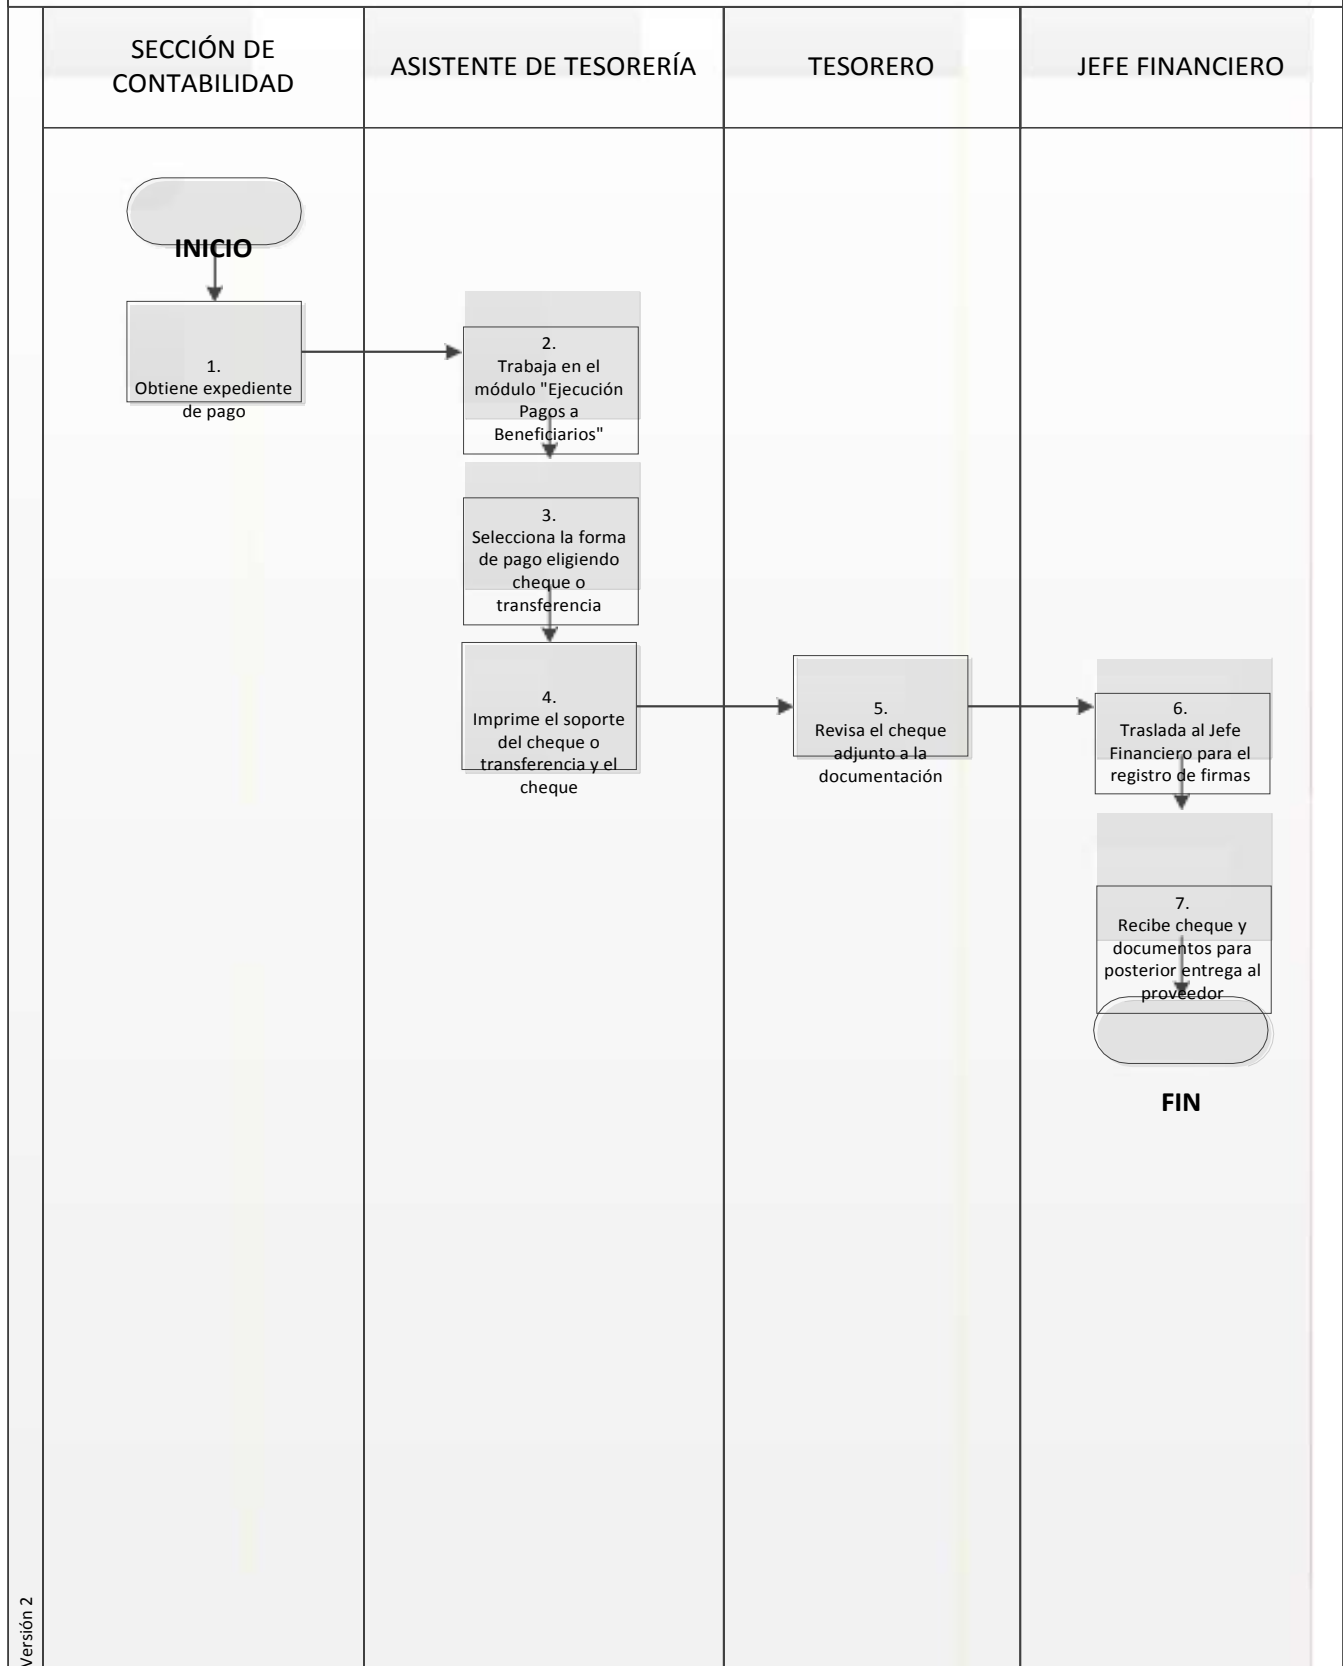 SECCIÓN DE
CONTABILIDAD
ASISTENTE DE TESORERÍA
TESORERO
JEFE FINANCIERO
INICIO
1.
Obtiene expediente
de pago
2.
Trabaja en el
módulo "Ejecución
Pagos a
Beneficiarios"
3.
Selecciona la forma
de pago eligiendo
cheque o
transferencia
4.
Imprime el soporte
del cheque o
transferencia y el
cheque
5.
Revisa el cheque
adjunto a la
documentación
6.
Traslada al Jefe
Financiero para el
registro de firmas
7.
Recibe cheque y
documentos para
posterior entrega al
proveedor
FIN
Versión 2